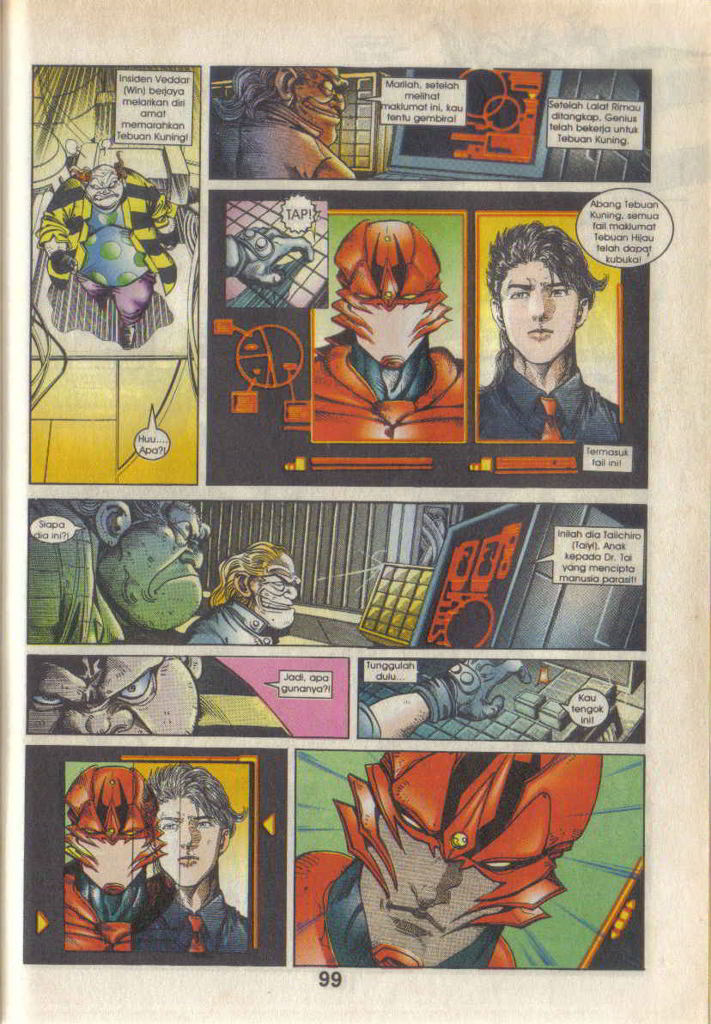 Insiden Veddar
(Win) berjaya
melarikan diri
amat
memarahkan
Tebuan Kuning!
Huu....
Apa?!
Marilah, setelah
melihat
maklumat ini, kau
tentu gembira!
Setelah Lalat Rimau
ditangkap, Genius
telah bekerja untuk
Tebuan Kuning.
TAP!
Abang Tebuan
Kuning, semua
fail maklumat
Tebuan Hijau
telah dapat
kubuka!
Termasuk
fail ini!
Siapa
dia ini?!
Inilah dia Taiichiro
(Taiyi). Anak
kepada Dr. Tai
yang mencipta
manusia parasit!
Jadi, apa
gunanya?!
Tunggulah
dulu...
Kau
tengok
ini!
99